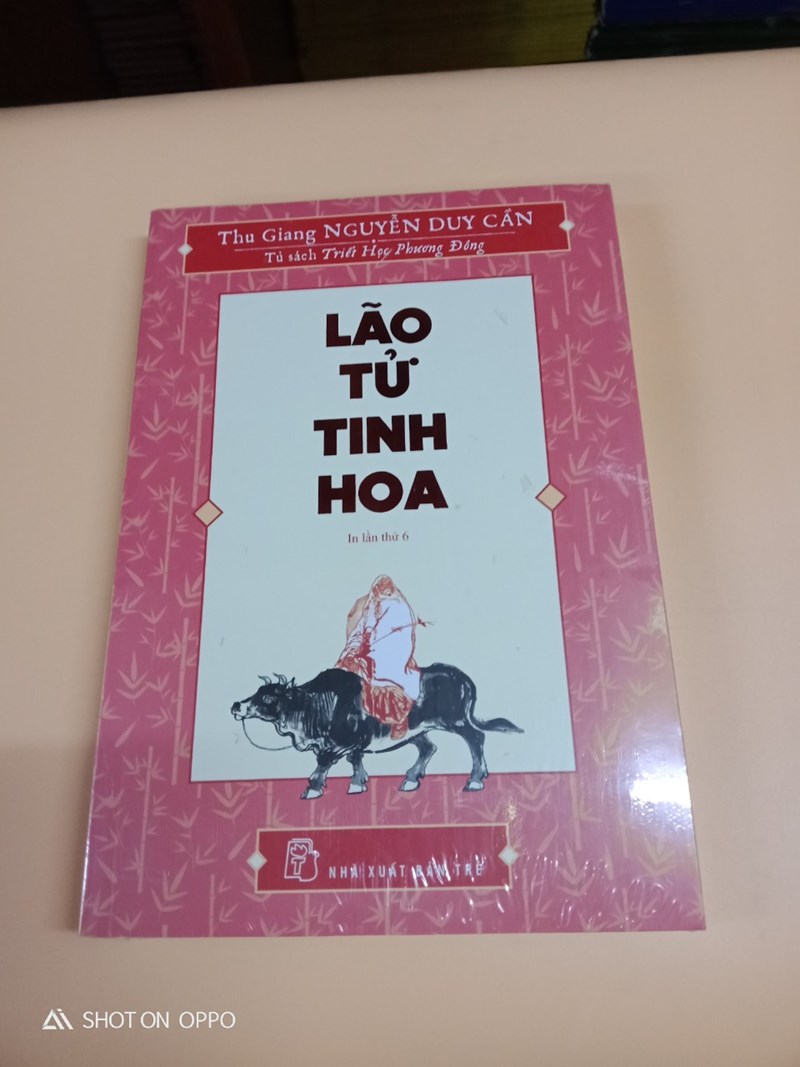 Thu Giang NGUYỄN DUY CẦN
Tủ sách Triết Học Phương Đông
LÃO
TỬ
TINH
HOA
In lần thứ 6
T
NHÀ XUẤT BẢN TRẺ
SHOT ON OPPO